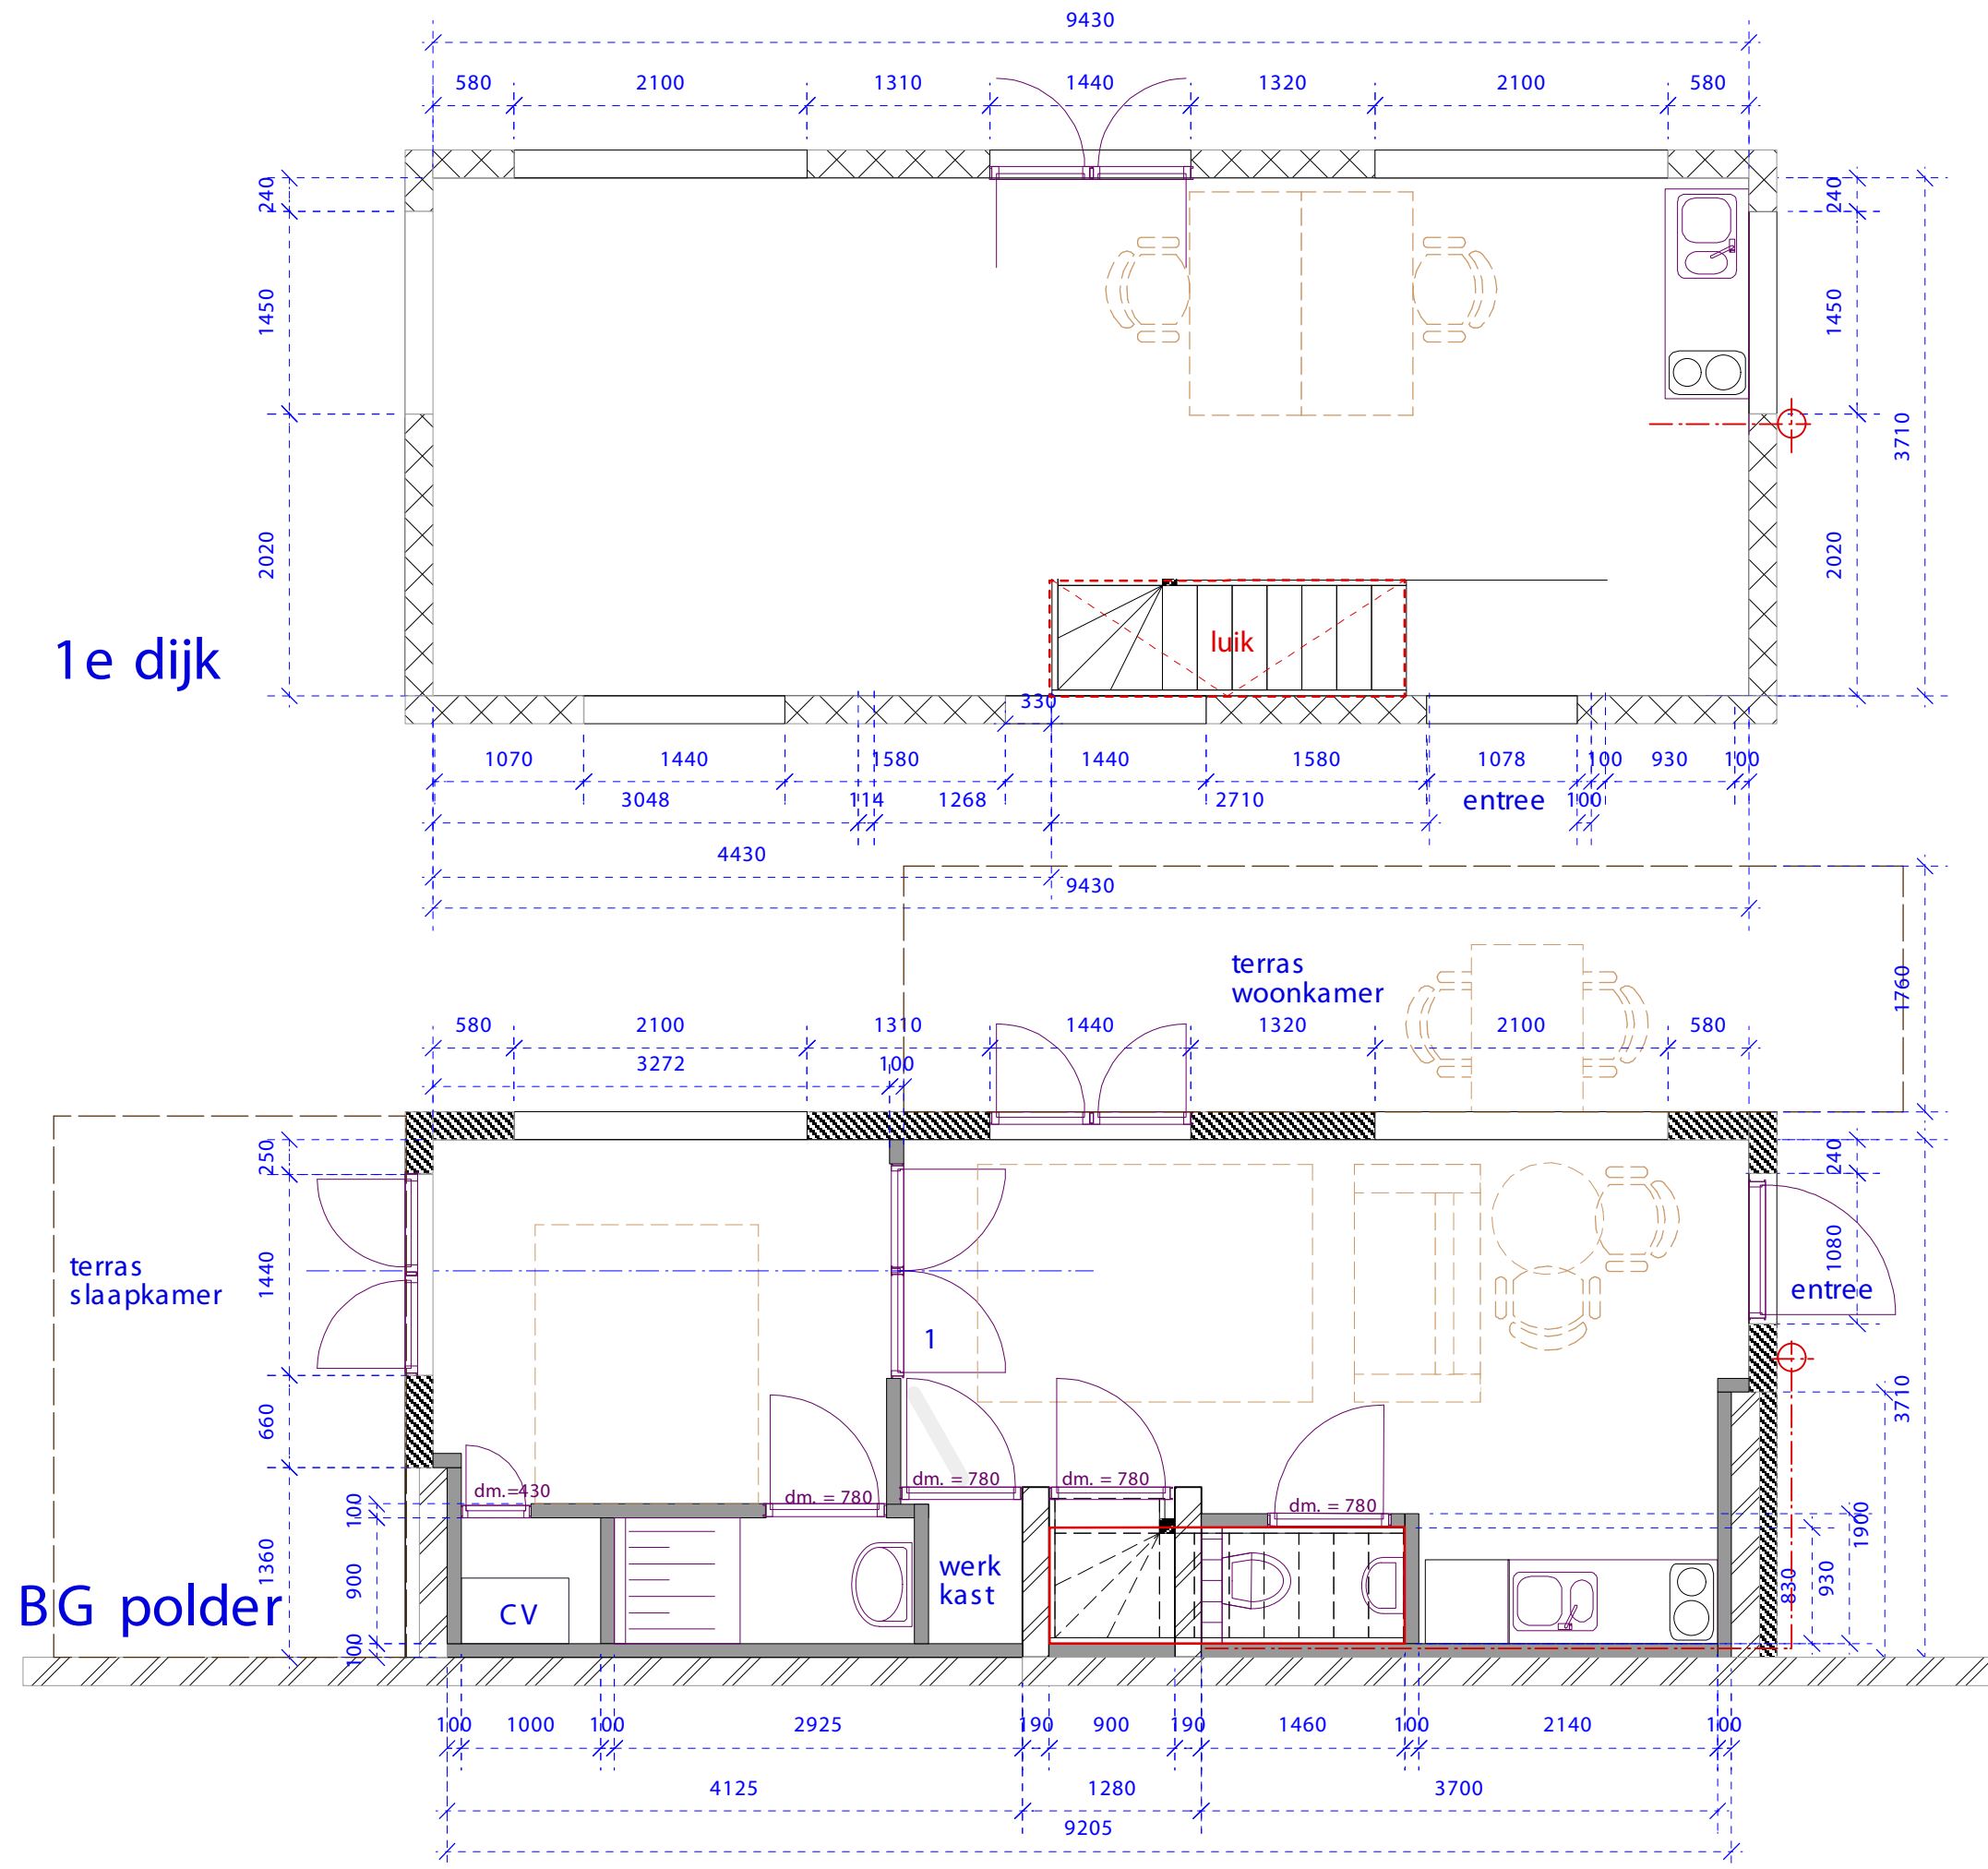 9430
580 2100 1310 1440 1320 2100 580
240 240
1450 1450
3710
2020 2020
1e dijk
luik
330
1070 1440 1580 1440 1580 1078 100 930 100
3048 114 1268 2710 entree 100
4430
9430
terras
woonkamer
1760
580 2100 1310 1440 1320 2100 580
3272 100
250 240
terras
slaapkamer
1440 1080
entree
1
660 3710
dm.=430 dm. = 780 dm. = 780 dm. = 780 dm. = 780
100 1900
1360 900 werk
kast
830 930
BG polder
CV
100
100 1000 100 2925 190 900 190 1460 100 2140 100
4125 1280 3700
9205